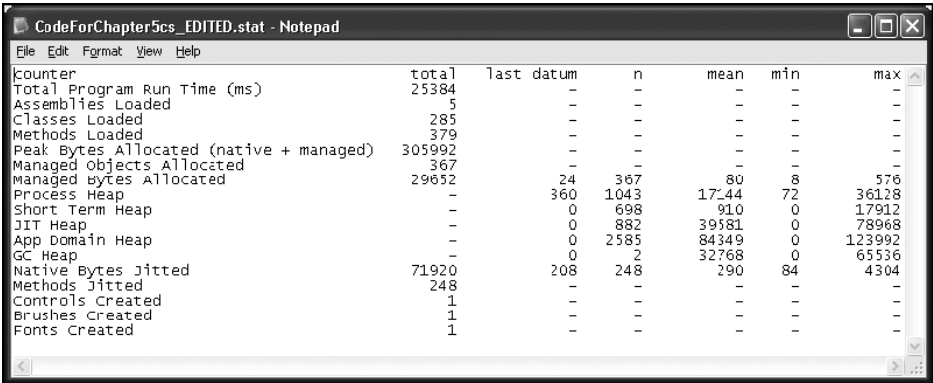 CodeForChapter5cs_EDITED.stat - Notepad
File Edit Format View Help
counter total last datum n mean min max
Total Program Run Time (ms) 25384 - - - - -
Assemblies Loaded 5 - - - - -
Classes Loaded 285 - - - - -
Methods Loaded 379 - - - - -
Peak Bytes Allocated (native + managed) 305992 - - - - -
Managed Objects Allocated 367 - - - - -
Managed Bytes Allocated 29652 24 367 80 8 576
Process Heap - 360 1043 17144 72 36128
Short Term Heap - 0 698 910 0 17912
JIT Heap - 0 882 39581 0 78968
App Domain Heap - 0 2585 84349 0 123992
GC Heap - 0 2 32768 0 65536
Native Bytes Jitted 71920 208 248 290 84 4304
Methods Jitted 248 - - - - -
Controls Created 1 - - - - -
Brushes Created 1 - - - - -
Fonts Created 1 - - - - -